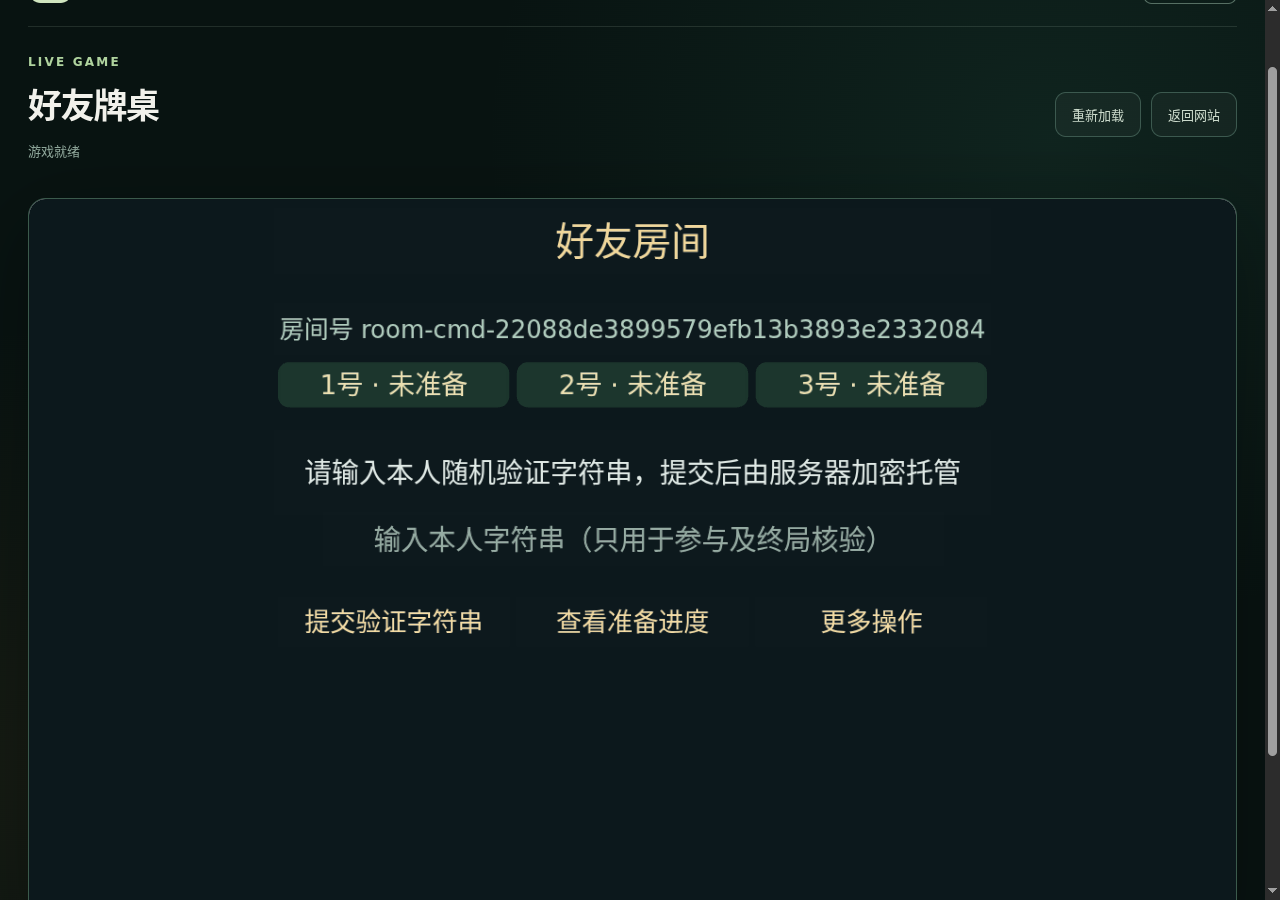 LIVE GAME
好友牌桌
重新加载 返回网站
游戏就绪
好友房间
房间号 room-cmd-22088de3899579efb13b3893e2332084
1号 · 未准备 2号 · 未准备 3号 · 未准备
请输入本人随机验证字符串，提交后由服务器加密托管
输入本人字符串（只用于参与及终局核验）
提交验证字符串 查看准备进度 更多操作